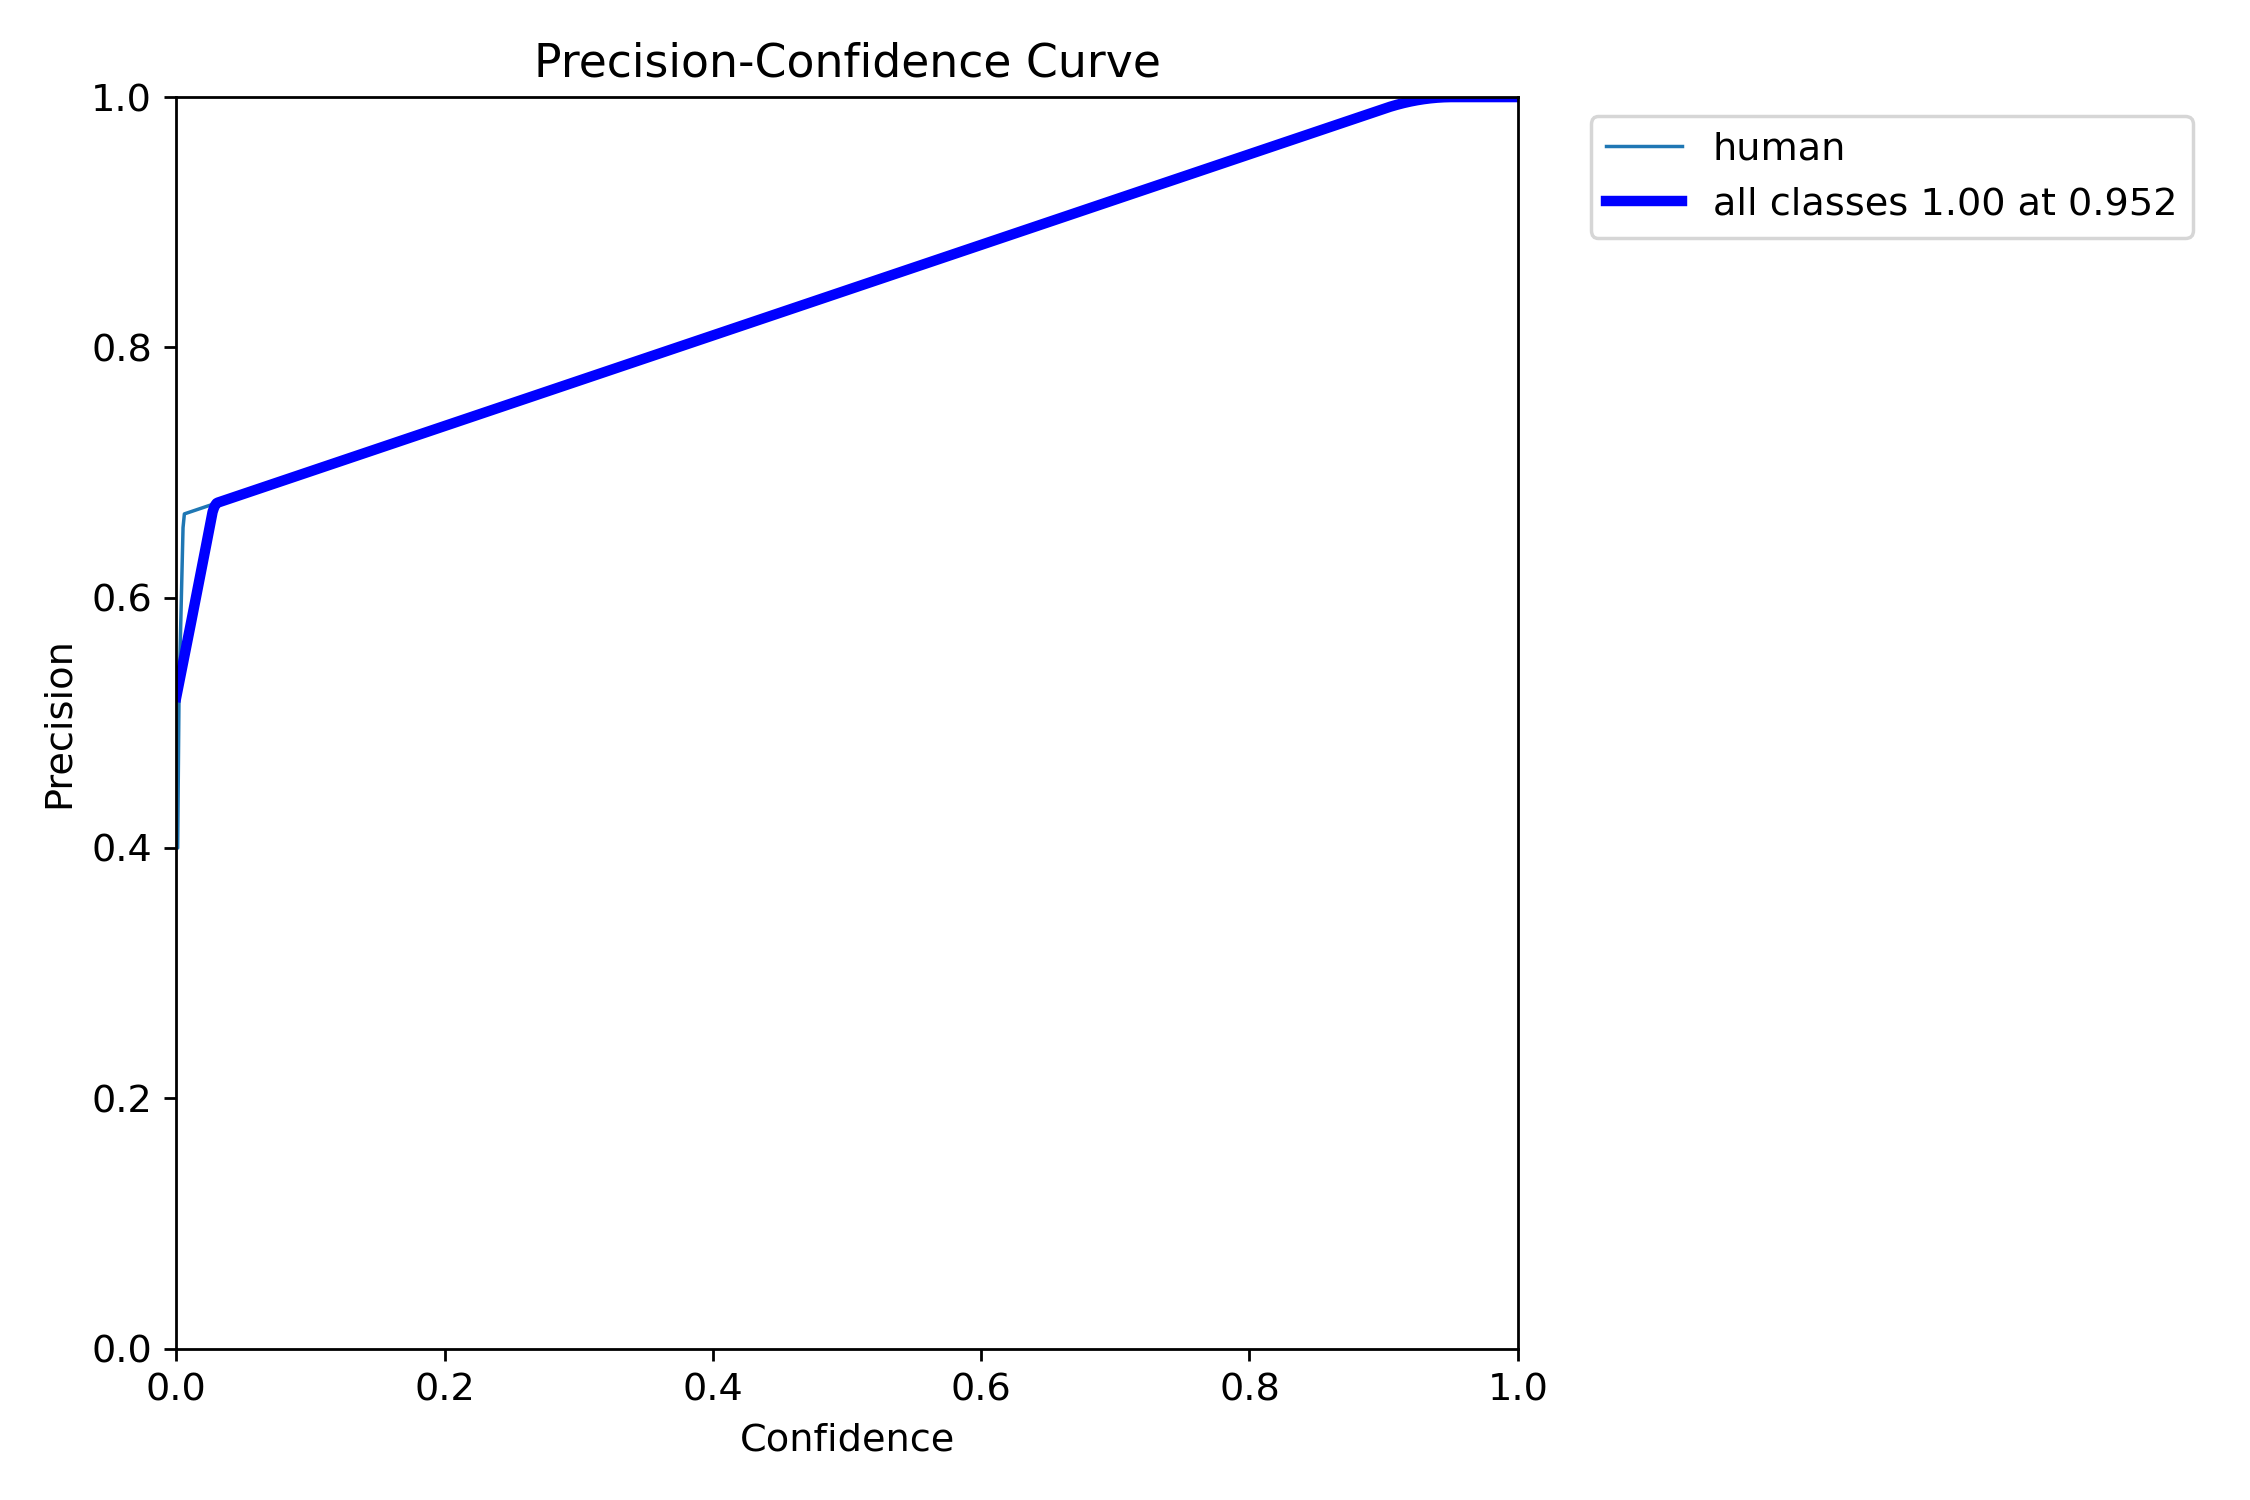 Precision-Confidence Curve
1.0
0.8
0.6
0.4
0.2
0.0
Precision
0.0 0.2 0.4 0.6 0.8 1.0
Confidence
human
all classes 1.00 at 0.952